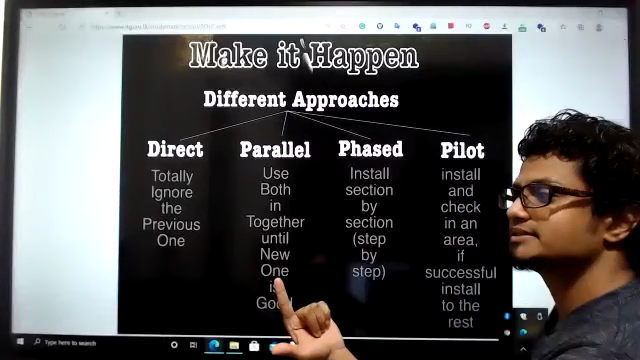 Make it Happen
Different Approaches
Direct
Totally
Ignore
the
Previous
One
Parallel
Use
Both
in
Together
until
New
One
is
Good
Phased
Install
section
by
section
(step
by
step)
Pilot
install
and
check
in an
area,
if
successful
install
to the
rest
Type here to search